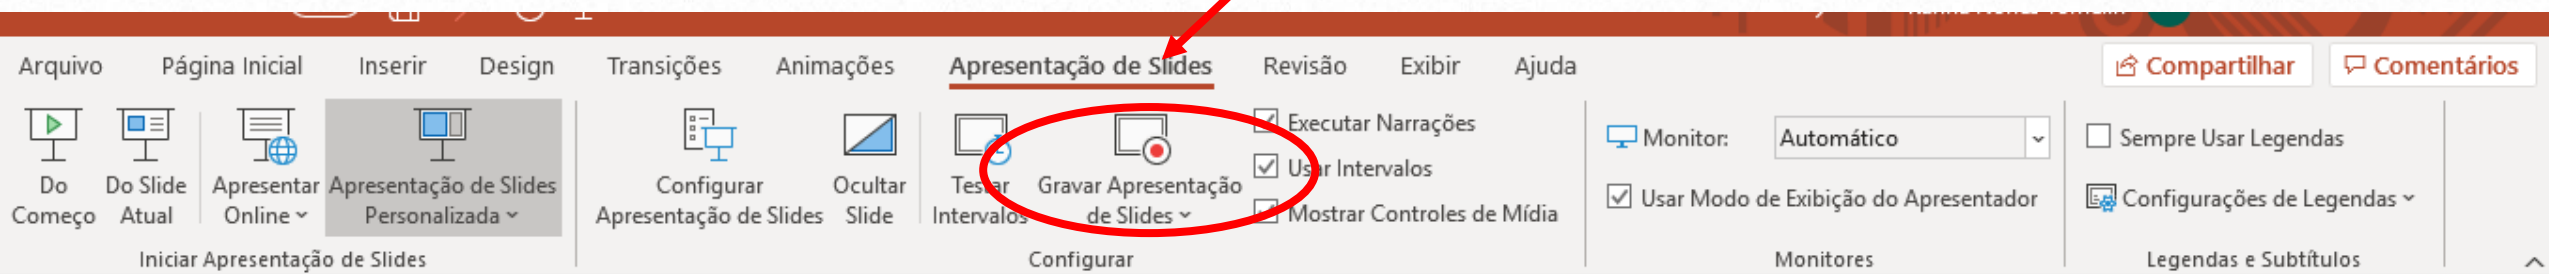 Arquivo Página Inicial Inserir Design Transições Animações Apresentação de Slides Revisão Exibir Ajuda Compartilhar Comentários
Do Começo
Do Slide Atual
Apresentar Online
Apresentação de Slides Personalizada
Iniciar Apresentação de Slides
Configurar Apresentação de Slides
Ocultar Slide
Testar Intervalos
Gravar Apresentação de Slides
Executar Narrações
Usar Intervalos
Mostrar Controles de Mídia
Configurar
Monitor: Automático
Usar Modo de Exibição do Apresentador
Monitores
Sempre Usar Legendas
Configurações de Legendas
Legendas e Subtítulos